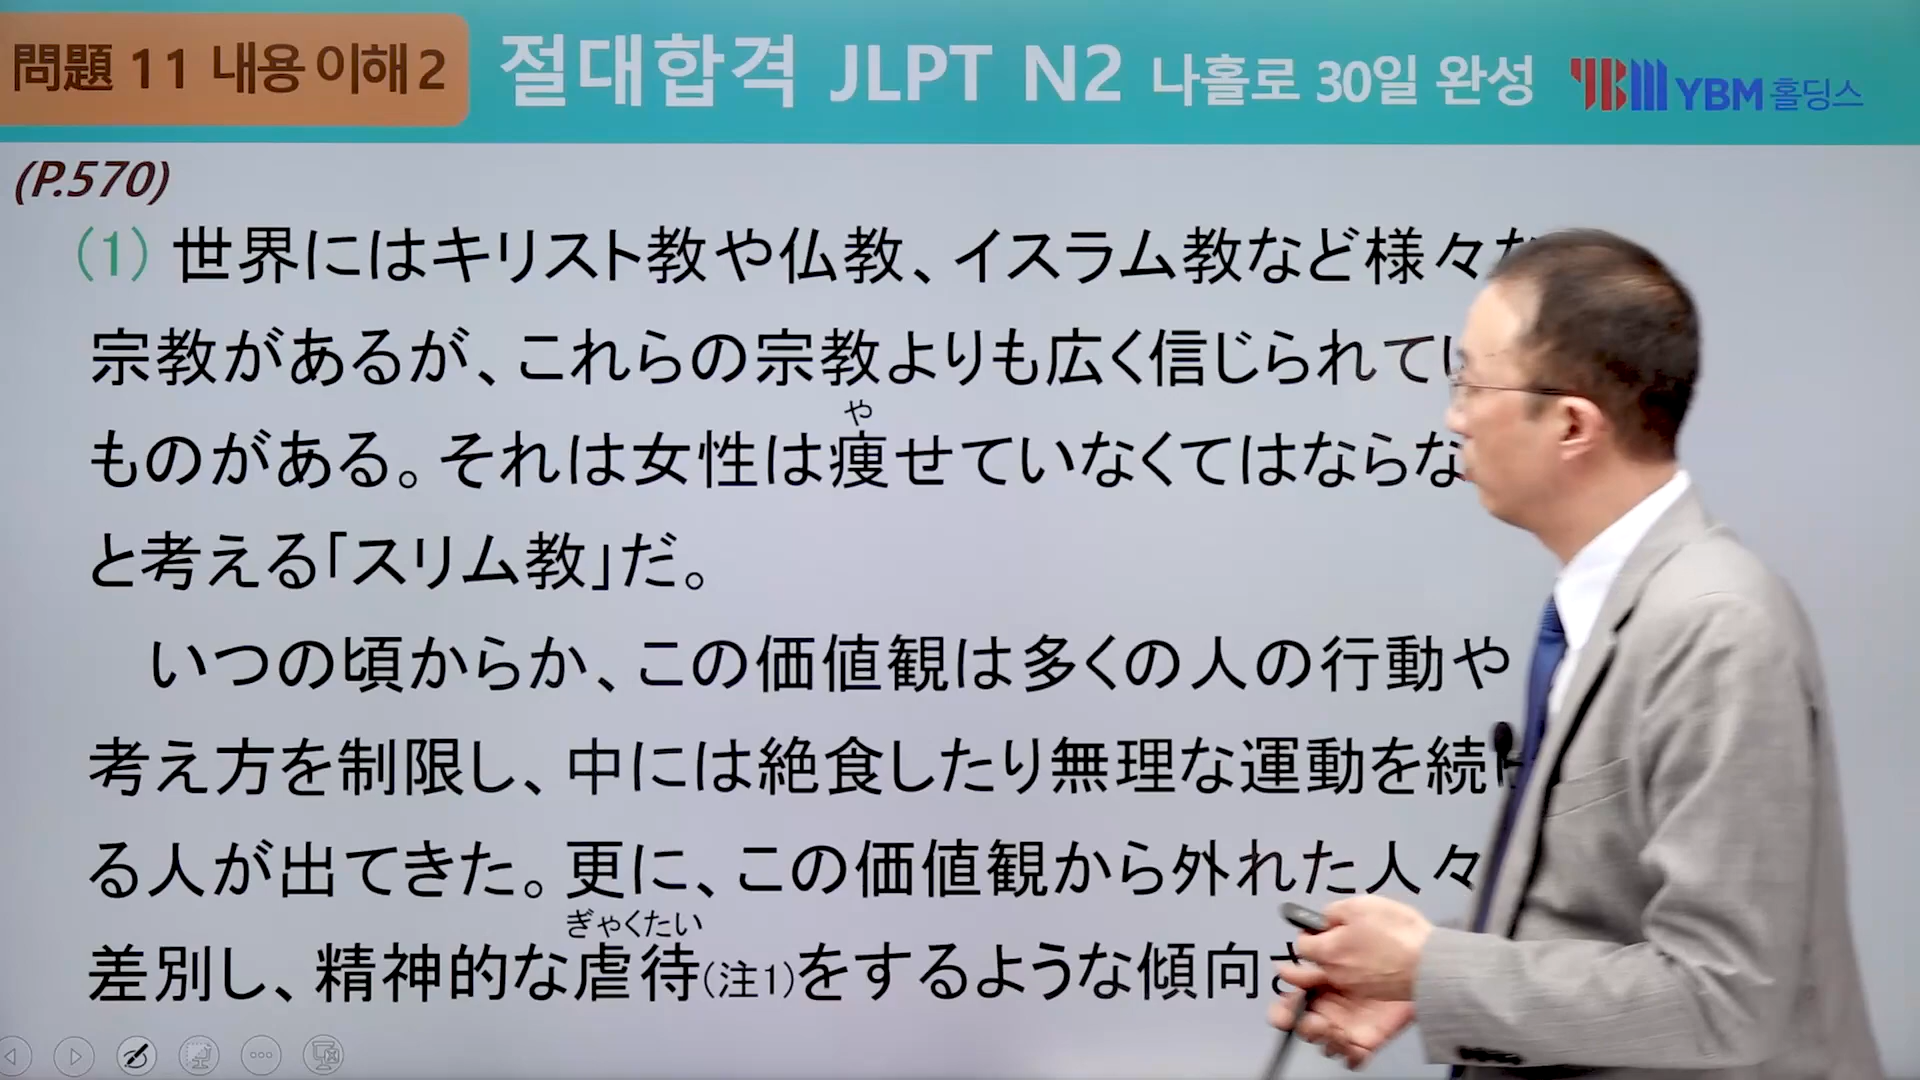 問題 11 내용 이해 2
절대합격 JLPT N2 나홀로 30일 완성
YBM YBM 홀딩스
(P.570)
(1) 世界にはキリスト教や仏教、イスラム教など様々な
宗教があるが、これらの宗教よりも広く信じられてい
や
ものがある。それは女性は痩せていなくてはならな
と考える「スリム教」だ。
いつの頃からか、この価値観は多くの人の行動や
考え方を制限し、中には絶食したり無理な運動を続け
る人が出てきた。更に、この価値観から外れた人々
ぎゃくたい
差別し、精神的な虐待(注1)をするような傾向さ